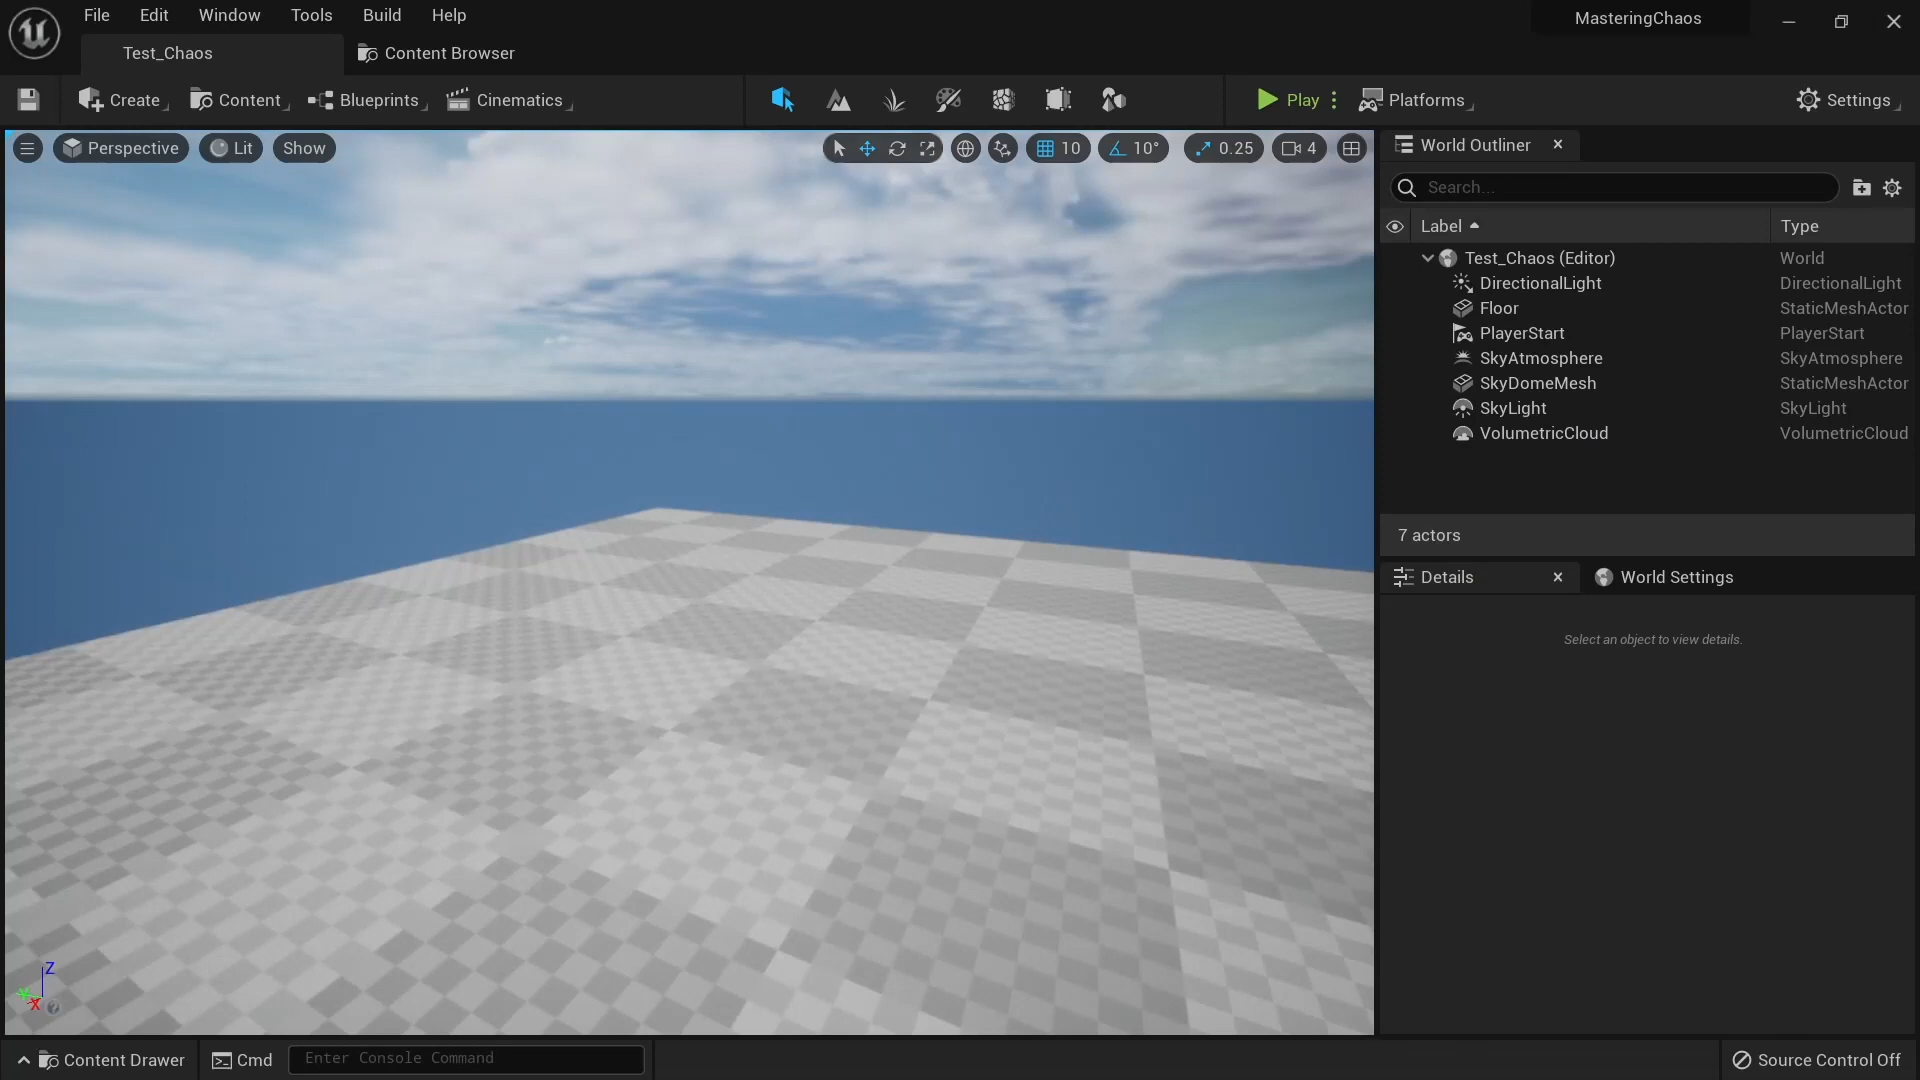 File Edit Window Tools Build Help
MasteringChaos
Test_Chaos
Content Browser
Create Content Blueprints Cinematics
Play Platforms
Settings
Perspective Lit Show
10 10° 0.25 4
World Outliner
Search...
Label Type
Test_Chaos (Editor) World
DirectionalLight DirectionalLight
Floor StaticMeshActor
PlayerStart PlayerStart
SkyAtmosphere SkyAtmosphere
SkyDomeMesh StaticMeshActor
SkyLight SkyLight
VolumetricCloud VolumetricCloud
7 actors
Details World Settings
Select an object to view details.
Z
Y
X
Content Drawer Cmd Enter Console Command
Source Control Off